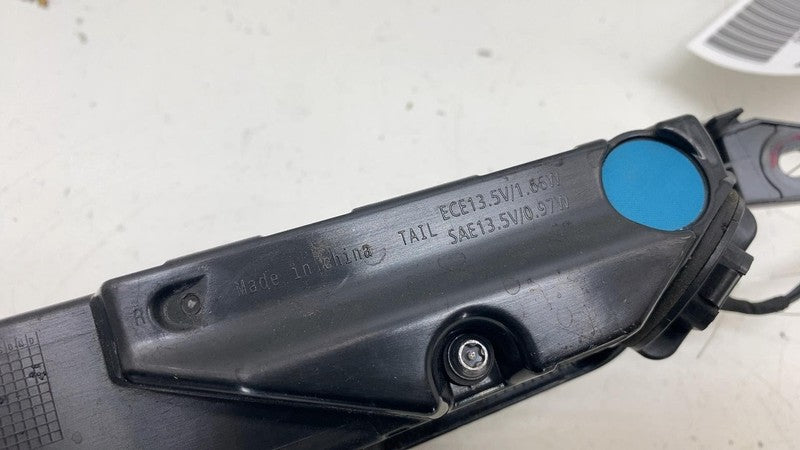 ECE13.5V/1.66W
TAIL
SAE13.5V/0.97W
Made in China
R